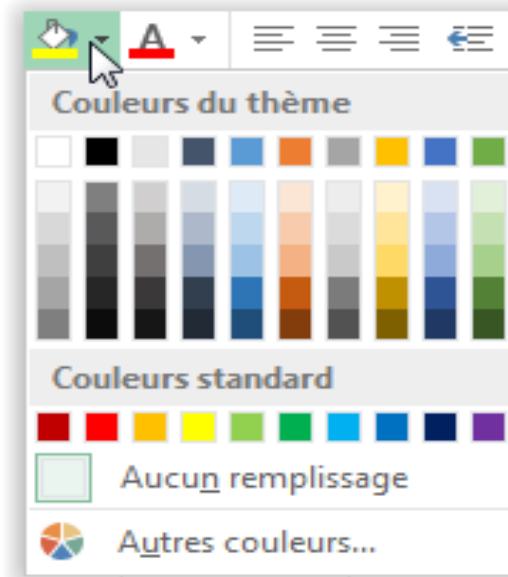 A
Couleurs du thème
Couleurs standard
Aucun remplissage
Autres couleurs...